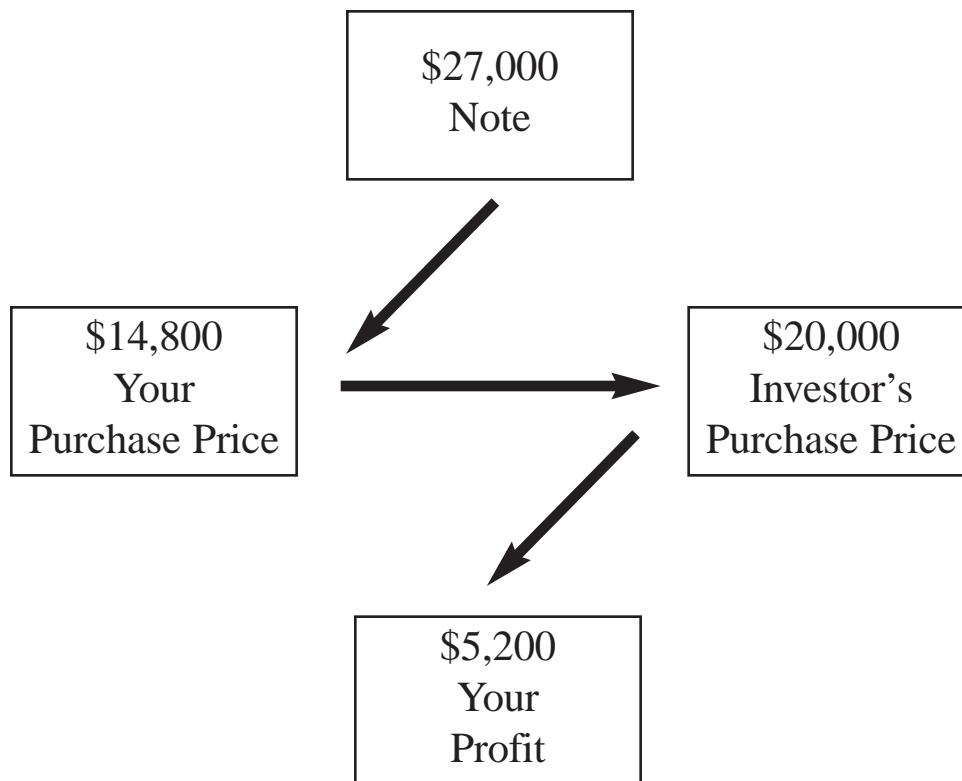 $27,000
Note
$14,800
Your
Purchase Price
$20,000
Investor’s
Purchase Price
$5,200
Your
Profit